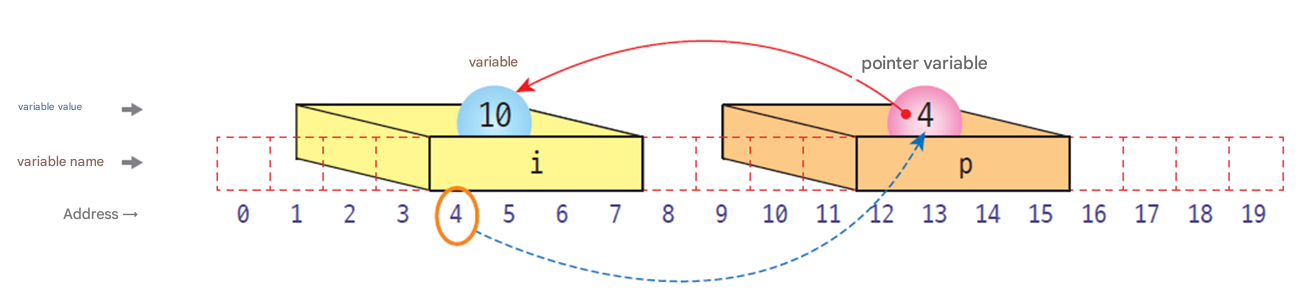 variable
pointer variable
variable value
10
4
variable name
i
p
Address →
0 1 2 3 4 5 6 7 8 9 10 11 12 13 14 15 16 17 18 19